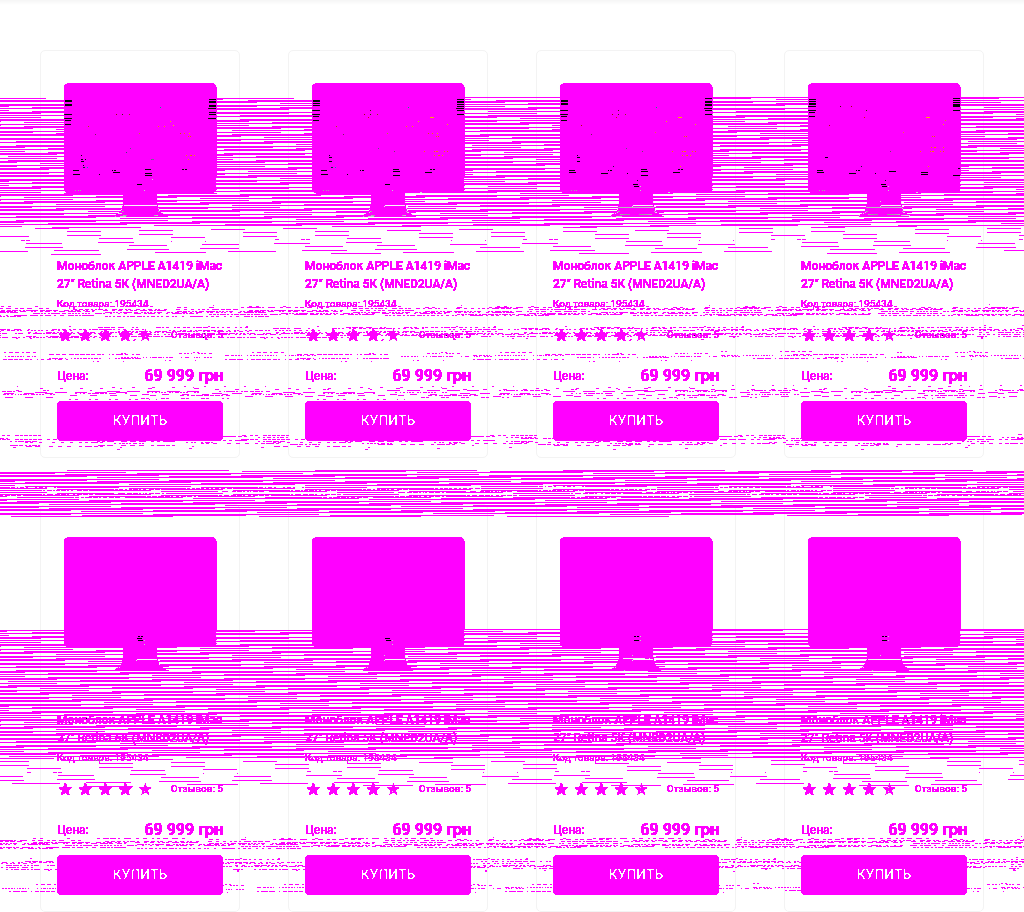 Моноблок APPLE A1419 iMac
27" Retina 5K (MNED2UA/A)
Код товара: 195434
Отзывов: 5
Цена: 69 999 грн
КУПИТЬ
Моноблок APPLE A1419 iMac
27" Retina 5K (MNED2UA/A)
Код товара: 195434
Отзывов: 5
Цена: 69 999 грн
КУПИТЬ
Моноблок APPLE A1419 iMac
27" Retina 5K (MNED2UA/A)
Код товара: 195434
Отзывов: 5
Цена: 69 999 грн
КУПИТЬ
Моноблок APPLE A1419 iMac
27" Retina 5K (MNED2UA/A)
Код товара: 195434
Отзывов: 5
Цена: 69 999 грн
КУПИТЬ
Моноблок APPLE A1419 iMac
27" Retina 5K (MNED2UA/A)
Код товара: 195434
Отзывов: 5
Цена: 69 999 грн
КУПИТЬ
Моноблок APPLE A1419 iMac
27" Retina 5K (MNED2UA/A)
Код товара: 195434
Отзывов: 5
Цена: 69 999 грн
КУПИТЬ
Моноблок APPLE A1419 iMac
27" Retina 5K (MNED2UA/A)
Код товара: 195434
Отзывов: 5
Цена: 69 999 грн
КУПИТЬ
Моноблок APPLE A1419 iMac
27" Retina 5K (MNED2UA/A)
Код товара: 195434
Отзывов: 5
Цена: 69 999 грн
КУПИТЬ